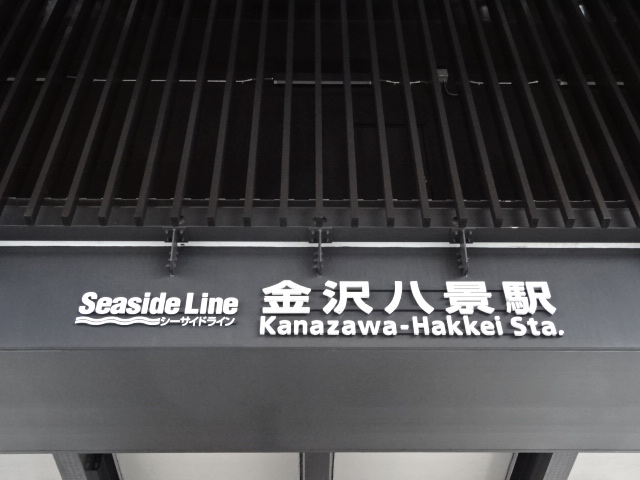 Seaside Line
シーサイドライン
金沢八景駅
Kanazawa-Hakkei Sta.